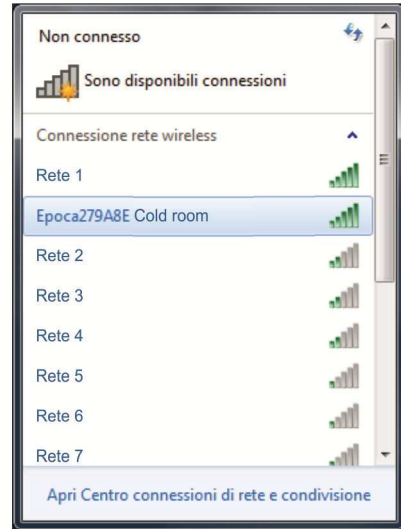 Non connesso
Sono disponibili connessioni
Connessione rete wireless
Rete 1
Epoca279A8E Cold room
Rete 2
Rete 3
Rete 4
Rete 5
Rete 6
Rete 7
Apri Centro connessioni di rete e condivisione